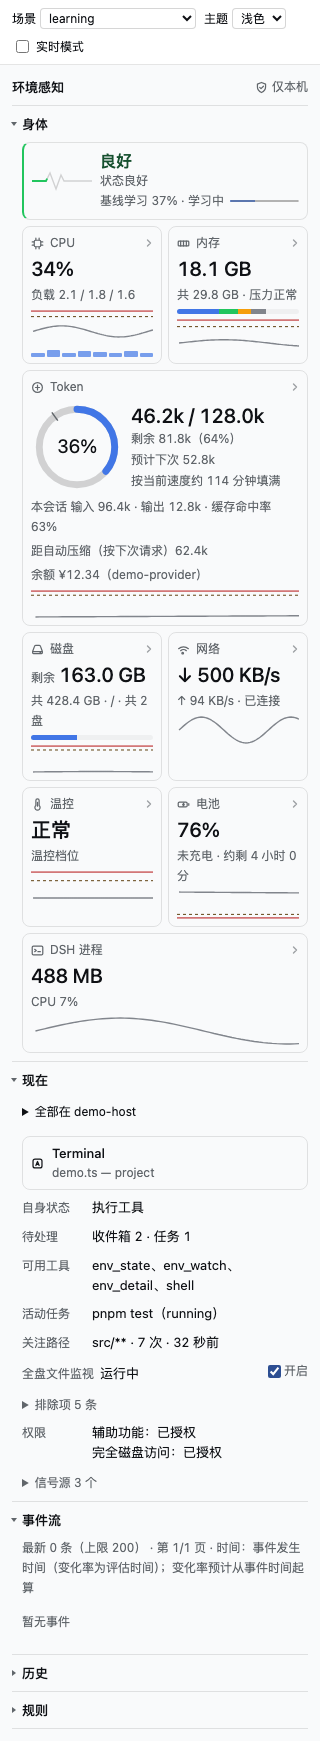 场景 learning 主题 浅色
实时模式
环境感知 仅本机
身体
良好
状态良好
基线学习 37% · 学习中
CPU
34%
负载 2.1 / 1.8 / 1.6
内存
18.1 GB
共 29.8 GB · 压力正常
Token
36%
46.2k / 128.0k
剩余 81.8k（64%）
预计下次 52.8k
按当前速度约 114 分钟填满
本会话 输入 96.4k · 输出 12.8k · 缓存命中率
63%
距自动压缩（按下次请求）62.4k
余额 ¥12.34（demo-provider）
磁盘
剩余 163.0 GB
共 428.4 GB · / · 共 2
盘
网络
↓ 500 KB/s
↑ 94 KB/s · 已连接
温控
正常
温控档位
电池
76%
未充电 · 约剩 4 小时 0
分
DSH 进程
488 MB
CPU 7%
现在
全部在 demo-host
Terminal
demo.ts — project
自身状态 执行工具
待处理 收件箱 2 · 任务 1
可用工具 env_state、env_watch、
env_detail、shell
活动任务 pnpm test（running）
关注路径 src/** · 7 次 · 32 秒前
全盘文件监视 运行中 开启
排除项 5 条
权限 辅助功能：已授权
完全磁盘访问：已授权
信号源 3 个
事件流
最新 0 条（上限 200） · 第 1/1 页 · 时间：事件发生
时间（变化率为评估时间）；变化率预计从事件时间起
算
暂无事件
历史
规则